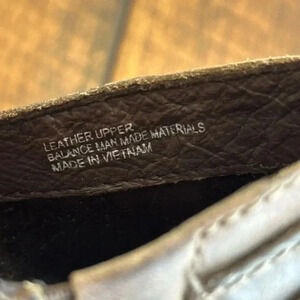 LEATHER UPPER
BALANCE MAN MADE MATERIALS
MADE IN VIETNAM